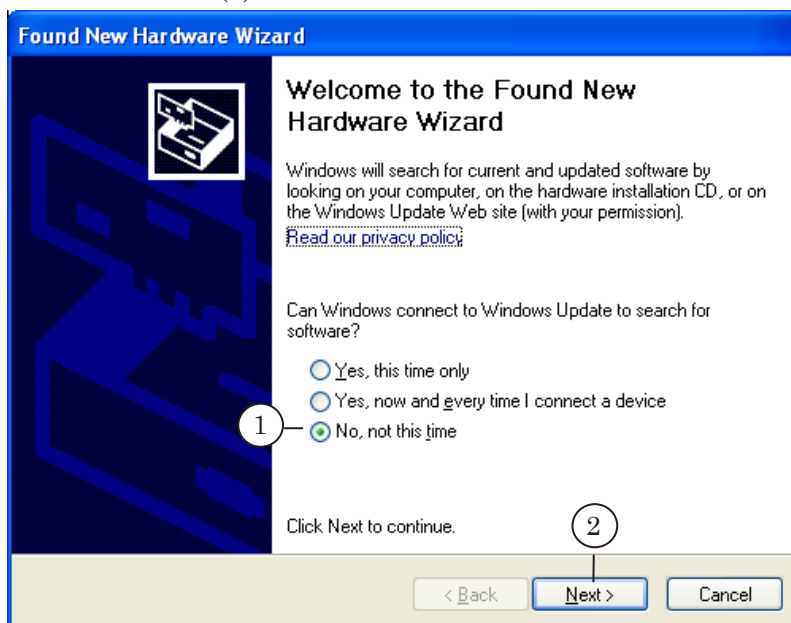 Found New Hardware Wizard
Welcome to the Found New
Hardware Wizard
Windows will search for current and updated software by
looking on your computer, on the hardware installation CD, or on
the Windows Update Web site (with your permission).
Read our privacy policy
Can Windows connect to Windows Update to search for
software?
Yes, this time only
Yes, now and every time I connect a device
1
No, not this time
Click Next to continue.
2
< Back
Next >
Cancel